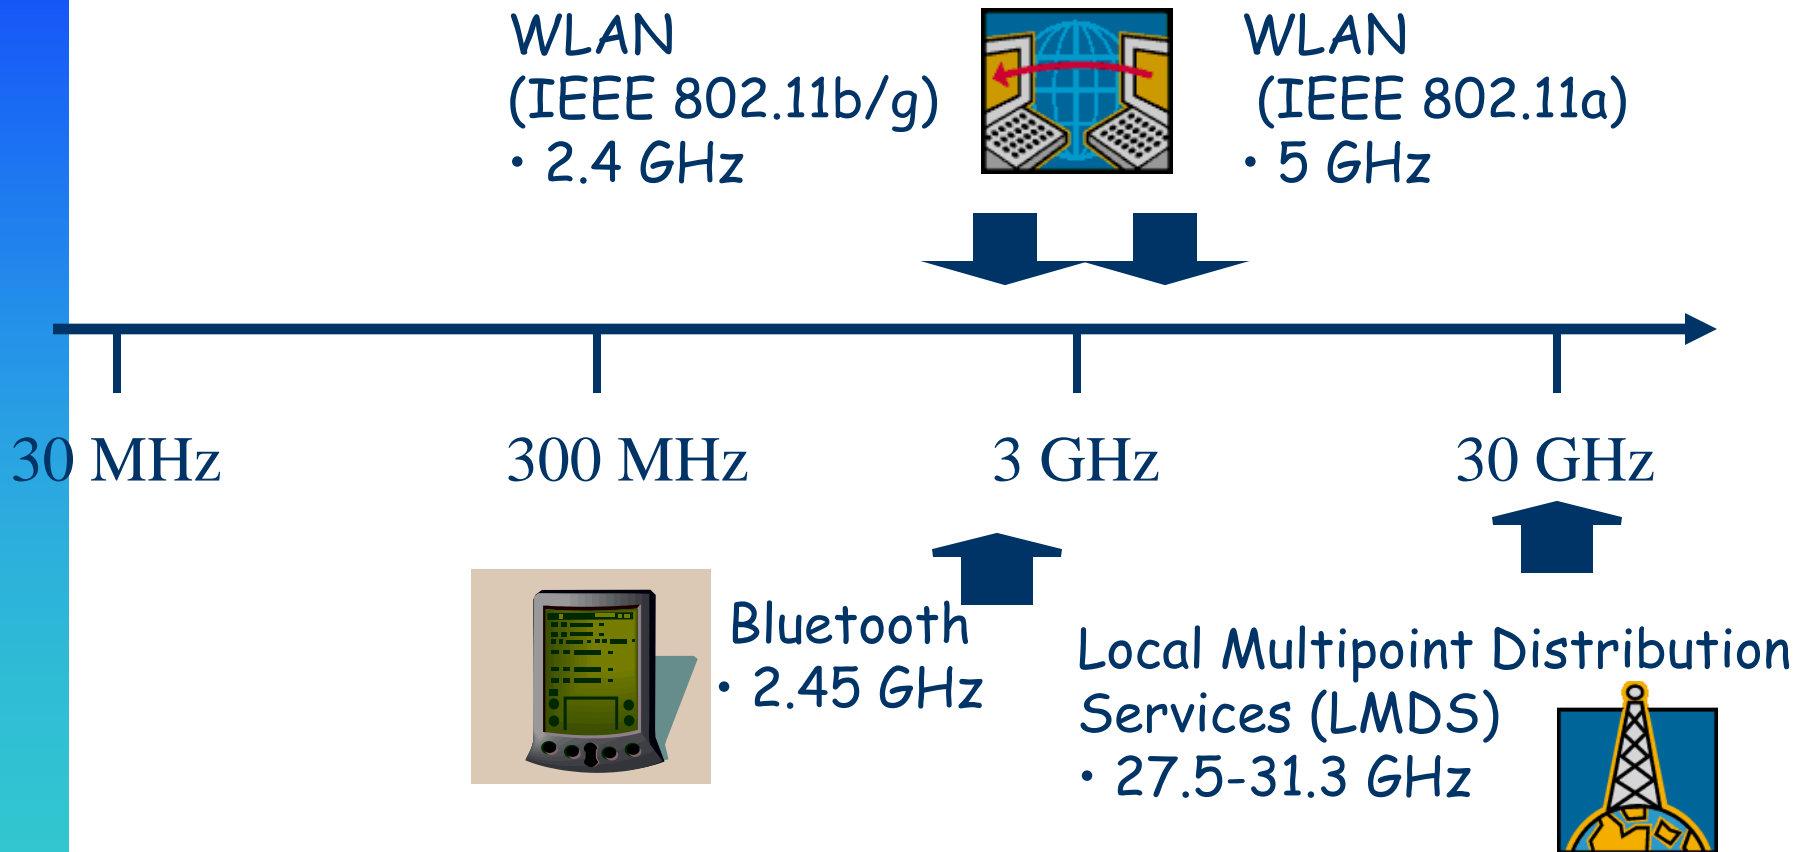 WLAN
(IEEE 802.11b/g)
• 2.4 GHz
WLAN
(IEEE 802.11a)
• 5 GHz
30 MHz
300 MHz
3 GHz
30 GHz
Bluetooth
• 2.45 GHz
Local Multipoint Distribution
Services (LMDS)
• 27.5-31.3 GHz